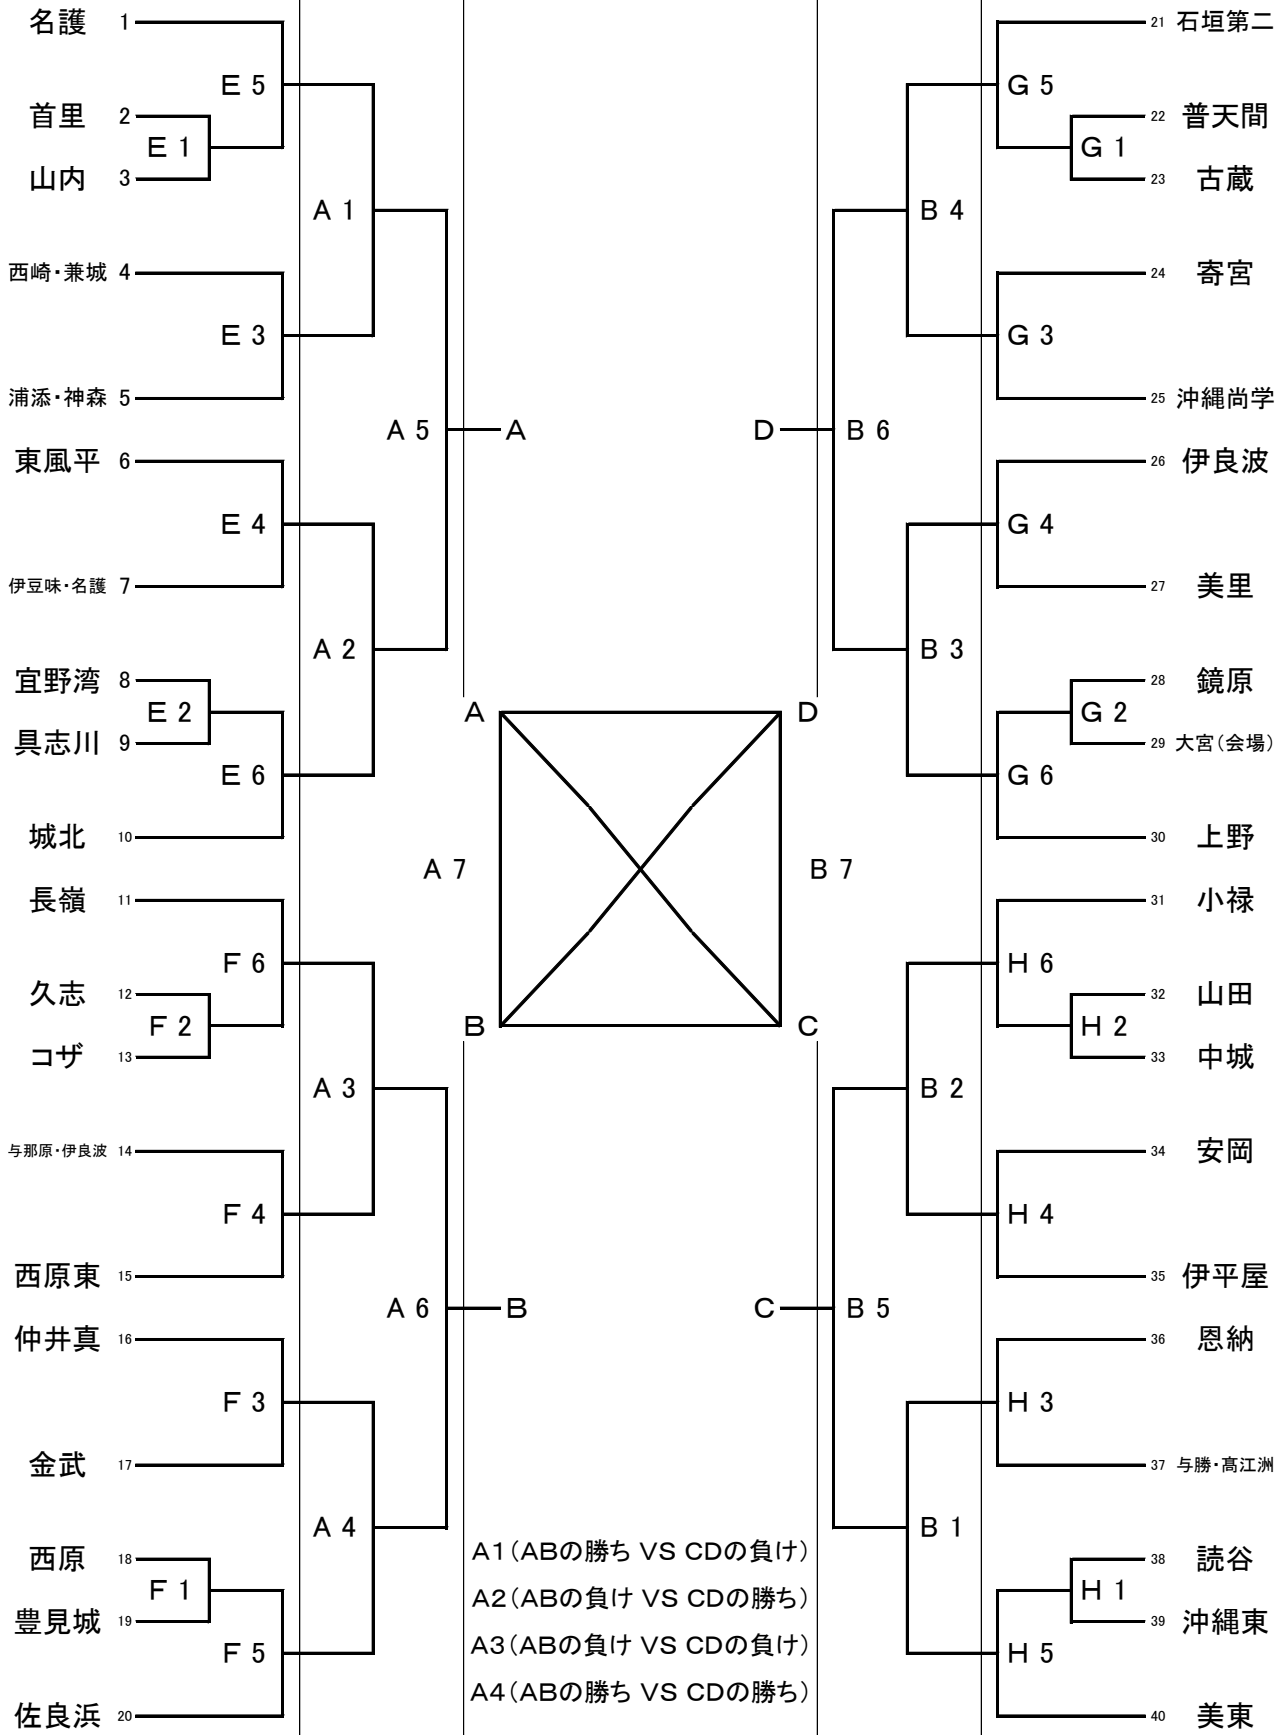 名護 1
E 5
首里 2
E 1
山内 3
A 1
西崎・兼城 4
E 3
浦添・神森 5
A 5
A
東風平 6
E 4
伊豆味・名護 7
A 2
宜野湾 8
E 2
具志川 9
E 6
城北 10
長嶺 11
F 6
久志 12
F 2
コザ 13
A 3
与那原・伊良波 14
F 4
西原東 15
A 6
B
仲井真 16
F 3
金武 17
A 4
西原 18
F 1
豊見城 19
F 5
佐良浜 20
A
D
A 7
B 7
B
C
A1(ABの勝ち VS CDの負け)
A2(ABの負け VS CDの勝ち)
A3(ABの負け VS CDの負け)
A4(ABの勝ち VS CDの勝ち)
21 石垣第二
G 5
22 普天間
G 1
23 古蔵
B 4
24 寄宮
G 3
25 沖縄尚学
D
B 6
26 伊良波
G 4
27 美里
B 3
28 鏡原
G 2
29 大宮(会場)
G 6
30 上野
31 小禄
H 6
32 山田
H 2
33 中城
B 2
34 安岡
H 4
35 伊平屋
C
B 5
36 恩納
H 3
37 与勝・髙江洲
B 1
38 読谷
H 1
39 沖縄東
H 5
40 美東